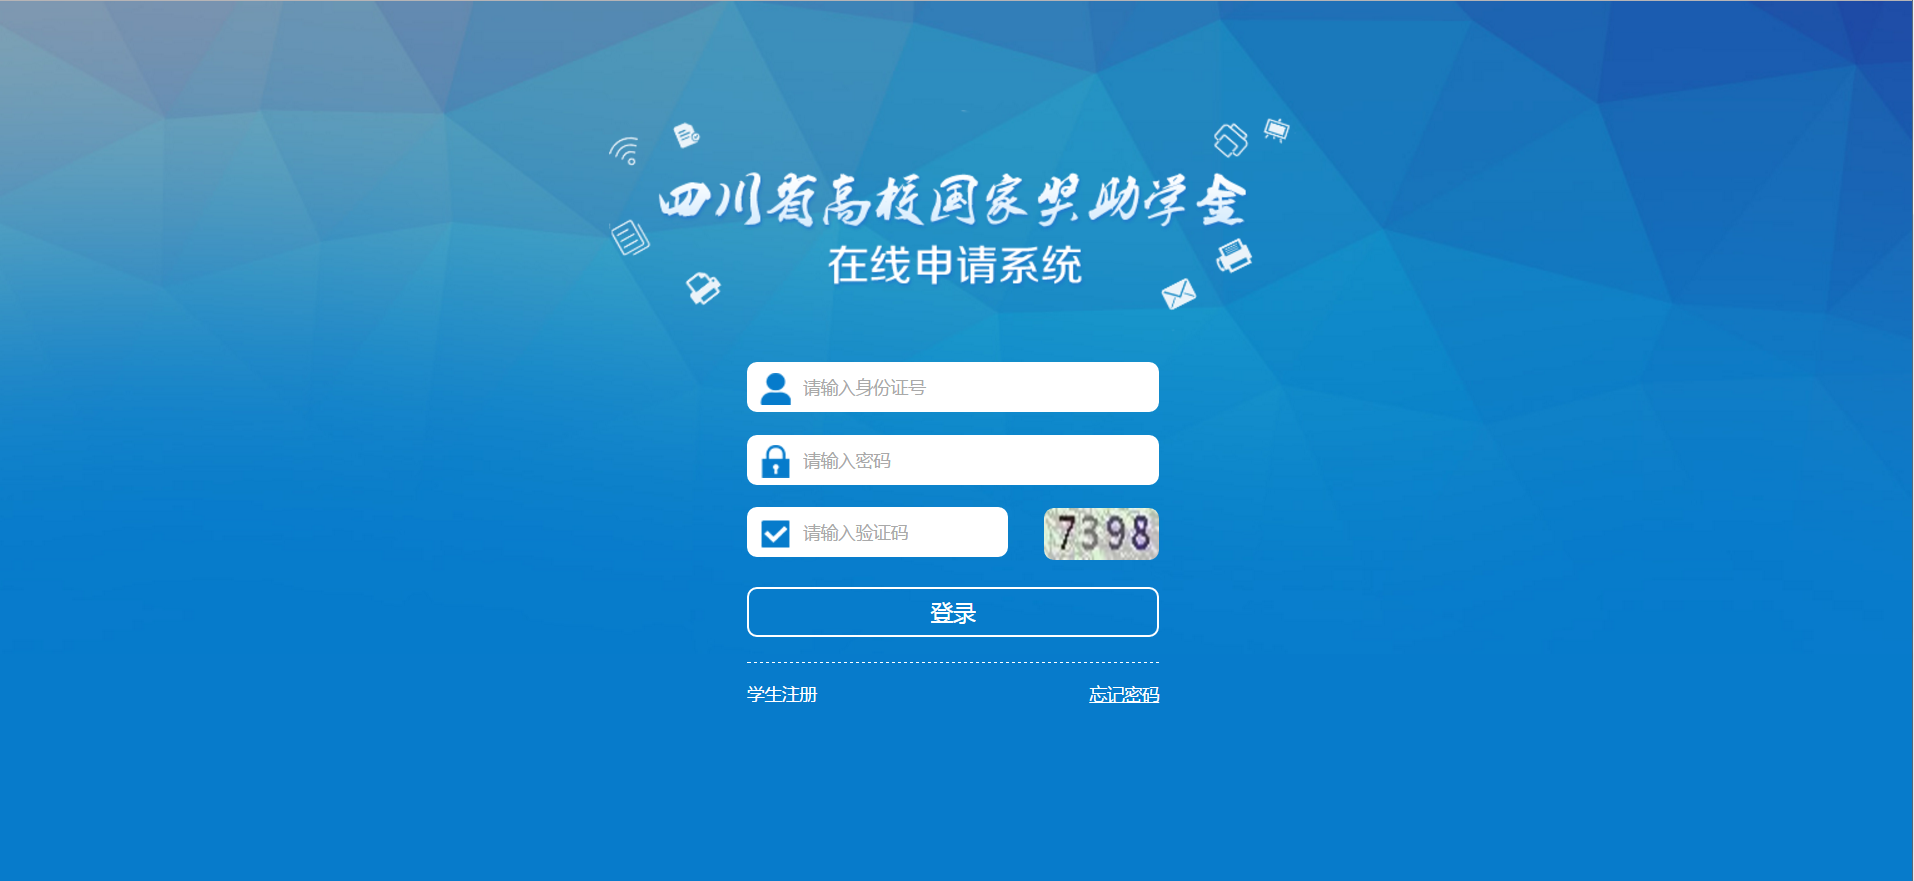 四川省高校国家奖助学金
在线申请系统
请输入身份证号
请输入密码
请输入验证码
7398
登录
学生注册
忘记密码